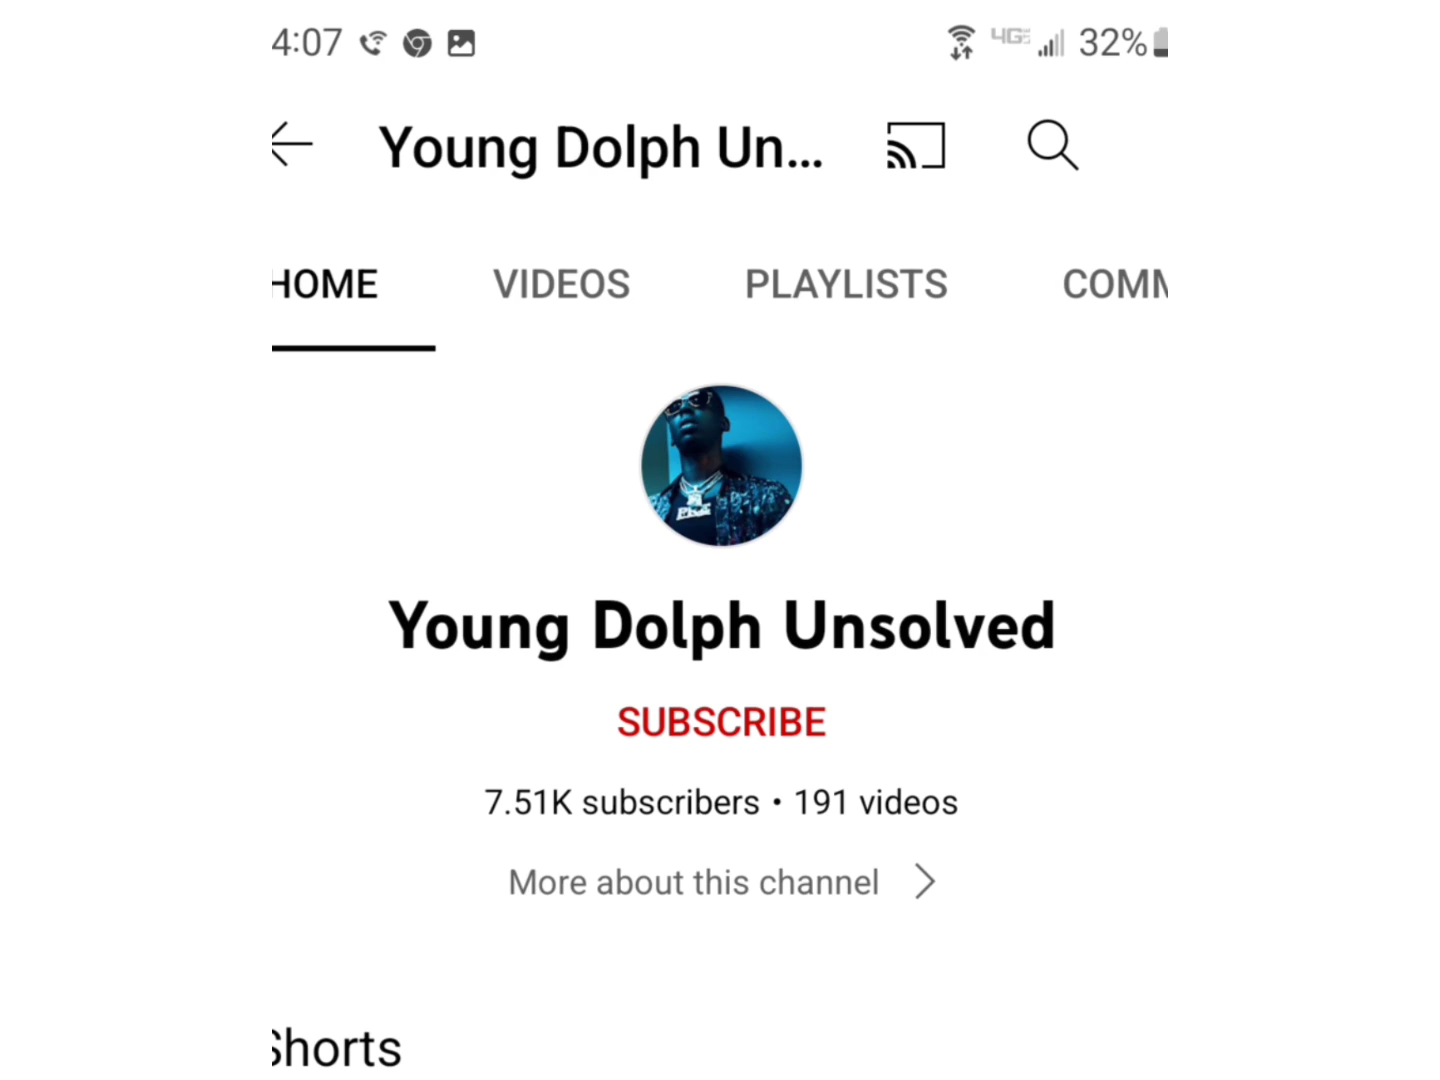 4:07 4G 32%
Young Dolph Un...
HOME VIDEOS PLAYLISTS COMM
Young Dolph Unsolved
SUBSCRIBE
7.51K subscribers • 191 videos
More about this channel
Shorts